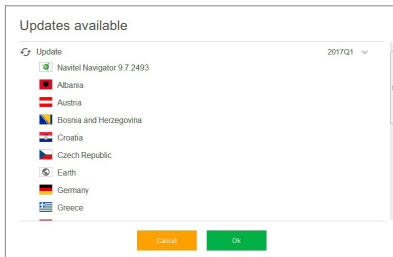 Updates available
Update 2017Q1
Navitel Navigator 9.7.2493
Albania
Austria
Bosnia and Herzegovina
Croatia
Czech Republic
Earth
Germany
Greece
Cancel Ok